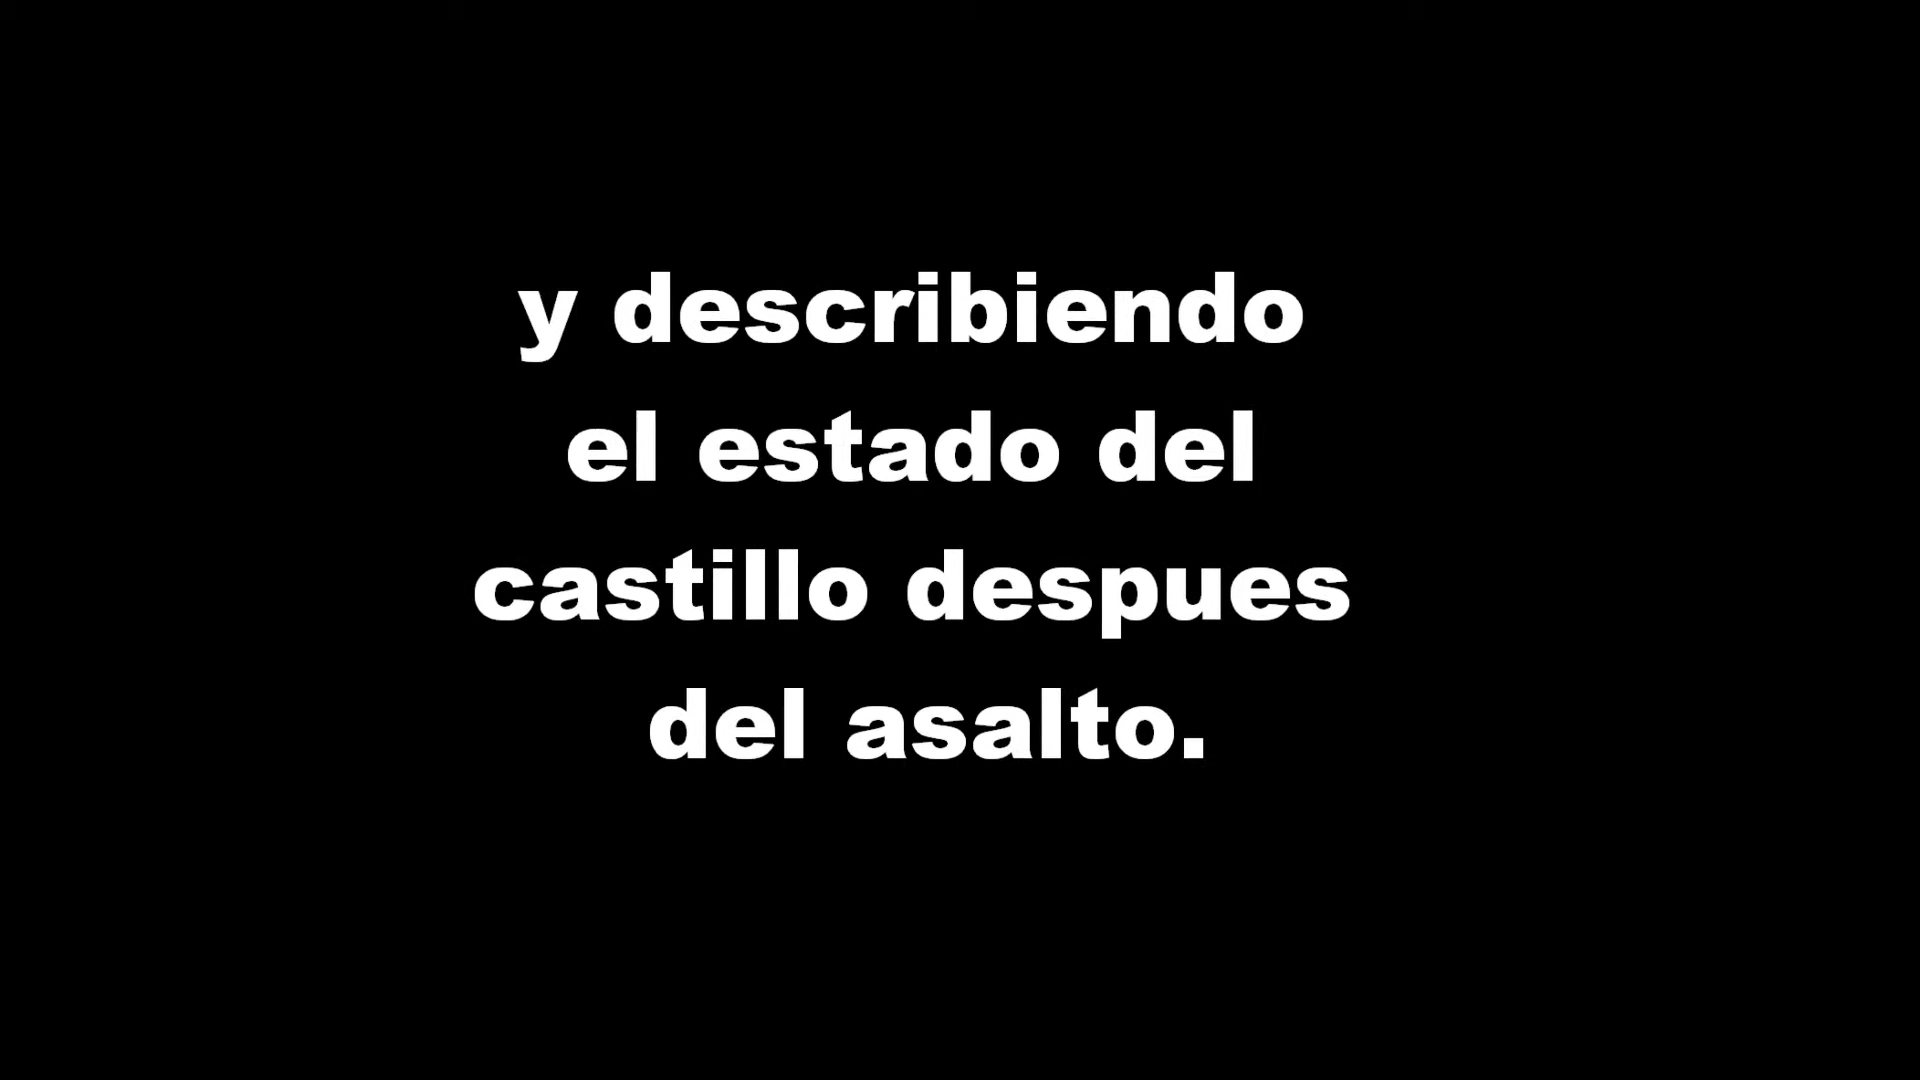 y describiendo
el estado del
castillo despues
del asalto.